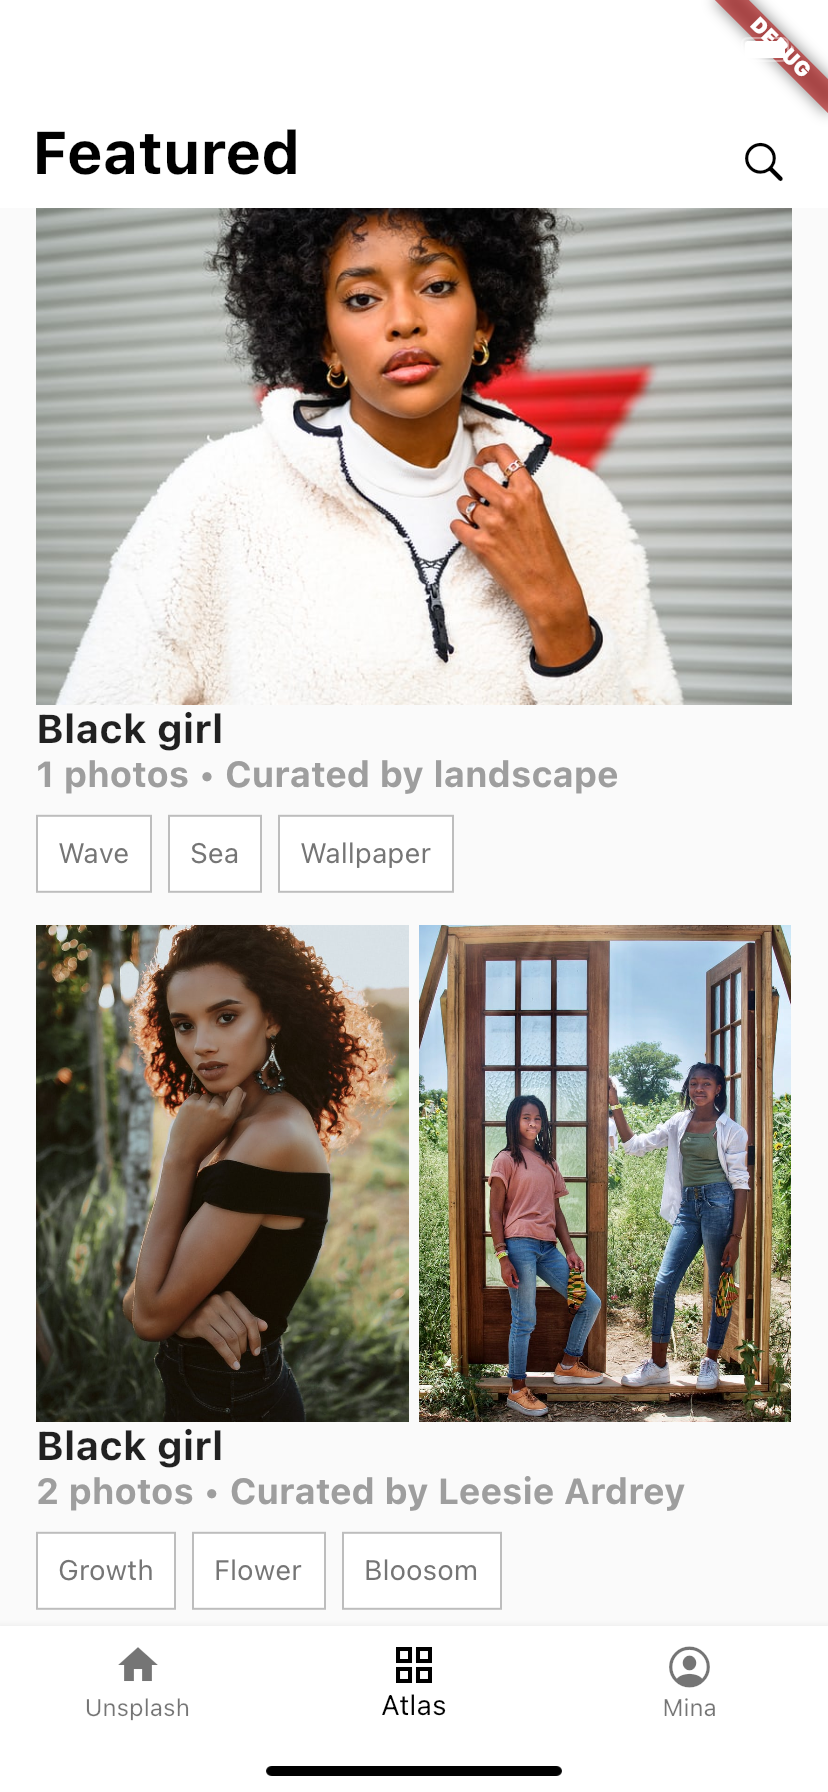 DEBUG
Featured
Black girl
1 photos • Curated by landscape
Wave Sea Wallpaper
Black girl
2 photos • Curated by Leesie Ardrey
Growth Flower Bloosom
Unsplash Atlas Mina